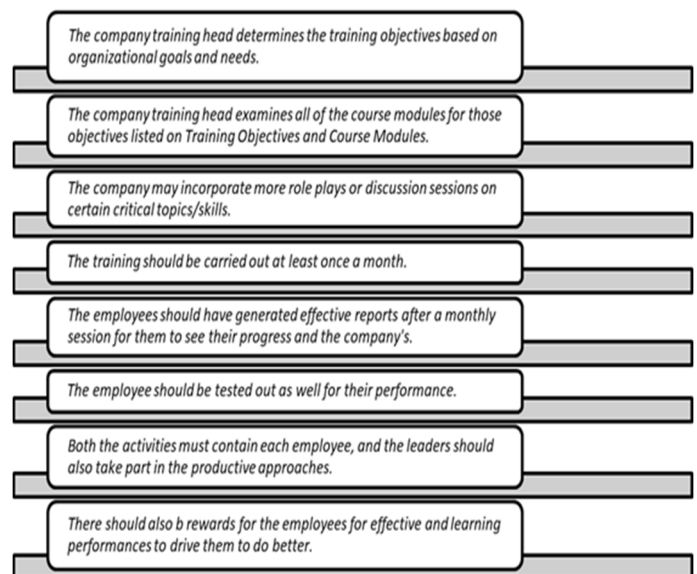 The company training head determines the training objectives based on
organizational goals and needs.
The company training head examines all of the course modules for those
objectives listed on Training Objectives and Course Modules.
The company may incorporate more role plays or discussion sessions on
certain critical topics/skills.
The training should be carried out at least once a month.
The employees should have generated effective reports after a monthly
session for them to see their progress and the company's.
The employee should be tested out as well for their performance.
Both the activities must contain each employee, and the leaders should
also take part in the productive approaches.
There should also b rewards for the employees for effective and learning
performances to drive them to do better.